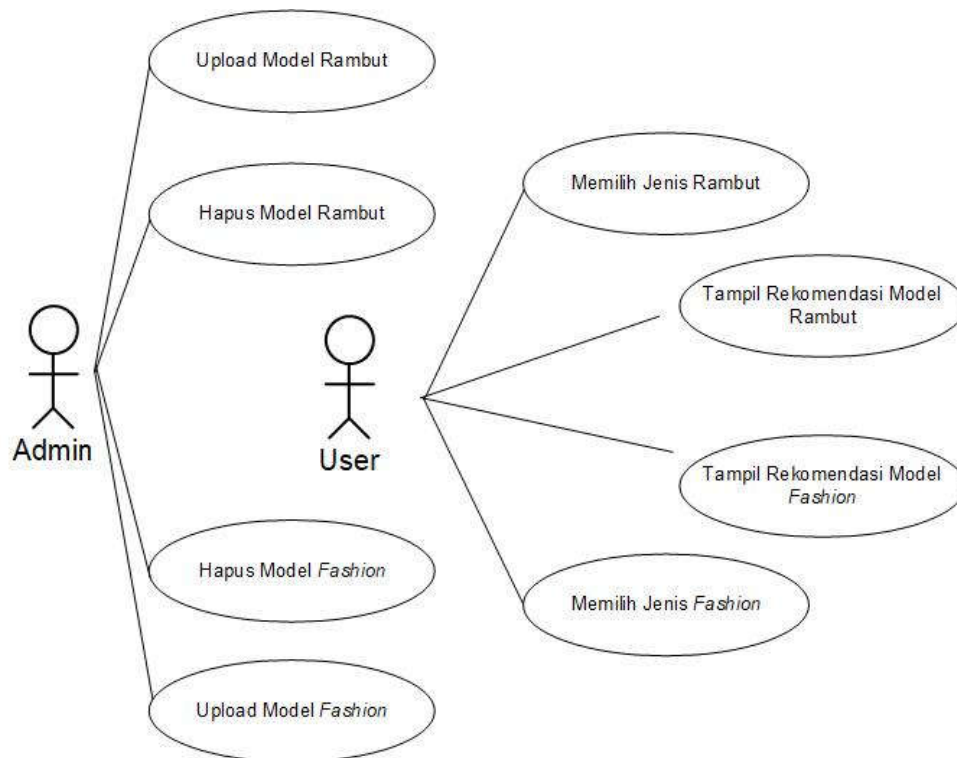 Upload Model Rambut
Hapus Model Rambut
Admin
Hapus Model Fashion
Upload Model Fashion
User
Memilih Jenis Rambut
Tampil Rekomendasi Model
Rambut
Tampil Rekomendasi Model
Fashion
Memilih Jenis Fashion